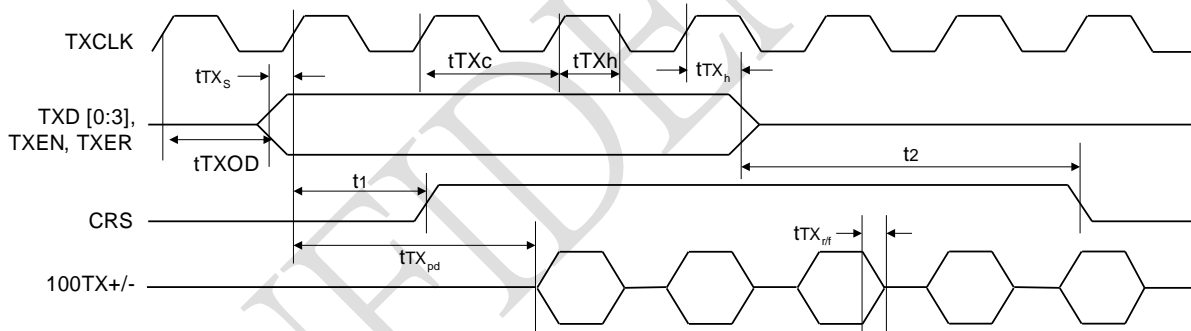 TXCLK
tTXs
tTXc
tTXh
tTXh
TXD [0:3],
TXEN, TXER
tTXOD
t1
t2
CRS
tTXpd
tTXr/f
100TX+/-